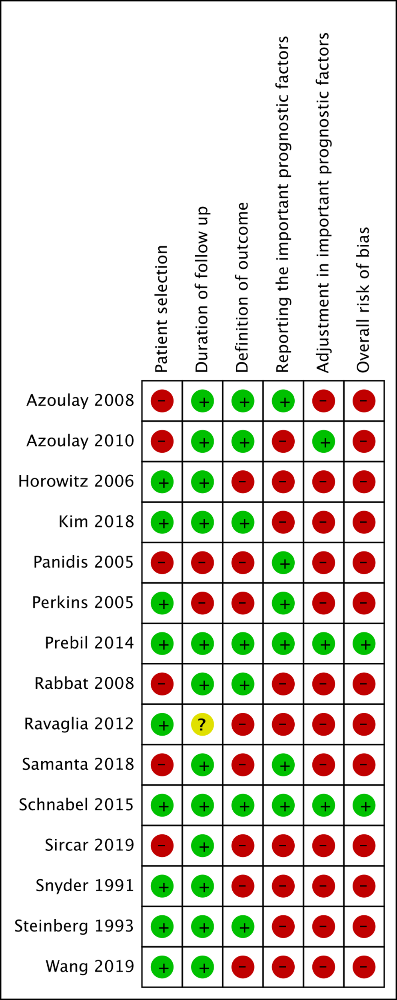 Patient selection
Duration of follow up
Definition of outcome
Reporting the important prognostic factors
Adjustment in important prognostic factors
Overall risk of bias
Azoulay 2008 - + + + - -
Azoulay 2010 - + + - + -
Horowitz 2006 + + - - - -
Kim 2018 + + + - - -
Panidis 2005 - - - + - -
Perkins 2005 + - - + - -
Prebil 2014 + + + + + +
Rabbat 2008 - + + - - -
Ravaglia 2012 + ? - - - -
Samanta 2018 - + - + - -
Schnabel 2015 + + + + + +
Sircar 2019 - + - - - -
Snyder 1991 + + - - - -
Steinberg 1993 + + + - - -
Wang 2019 + + - - - -